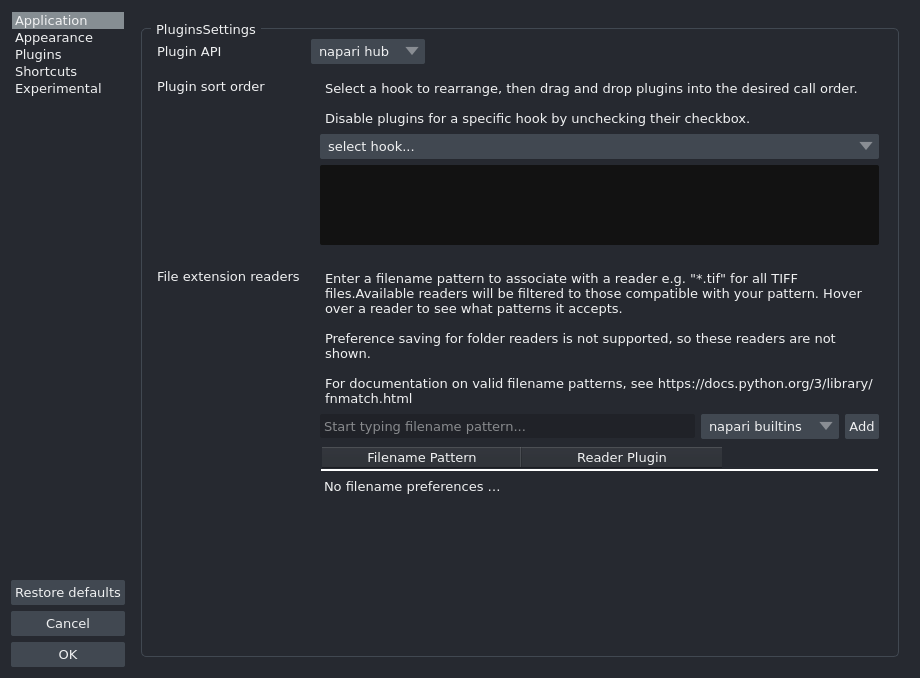 Application
Appearance
Plugins
Shortcuts
Experimental
PluginsSettings
Plugin API
napari hub
Plugin sort order
Select a hook to rearrange, then drag and drop plugins into the desired call order.
Disable plugins for a specific hook by unchecking their checkbox.
select hook...
File extension readers
Enter a filename pattern to associate with a reader e.g. "*.tif" for all TIFF
files.Available readers will be filtered to those compatible with your pattern. Hover
over a reader to see what patterns it accepts.
Preference saving for folder readers is not supported, so these readers are not
shown.
For documentation on valid filename patterns, see https://docs.python.org/3/library/
fnmatch.html
Start typing filename pattern...
napari builtins
Add
Filename Pattern
Reader Plugin
No filename preferences ...
Restore defaults
Cancel
OK